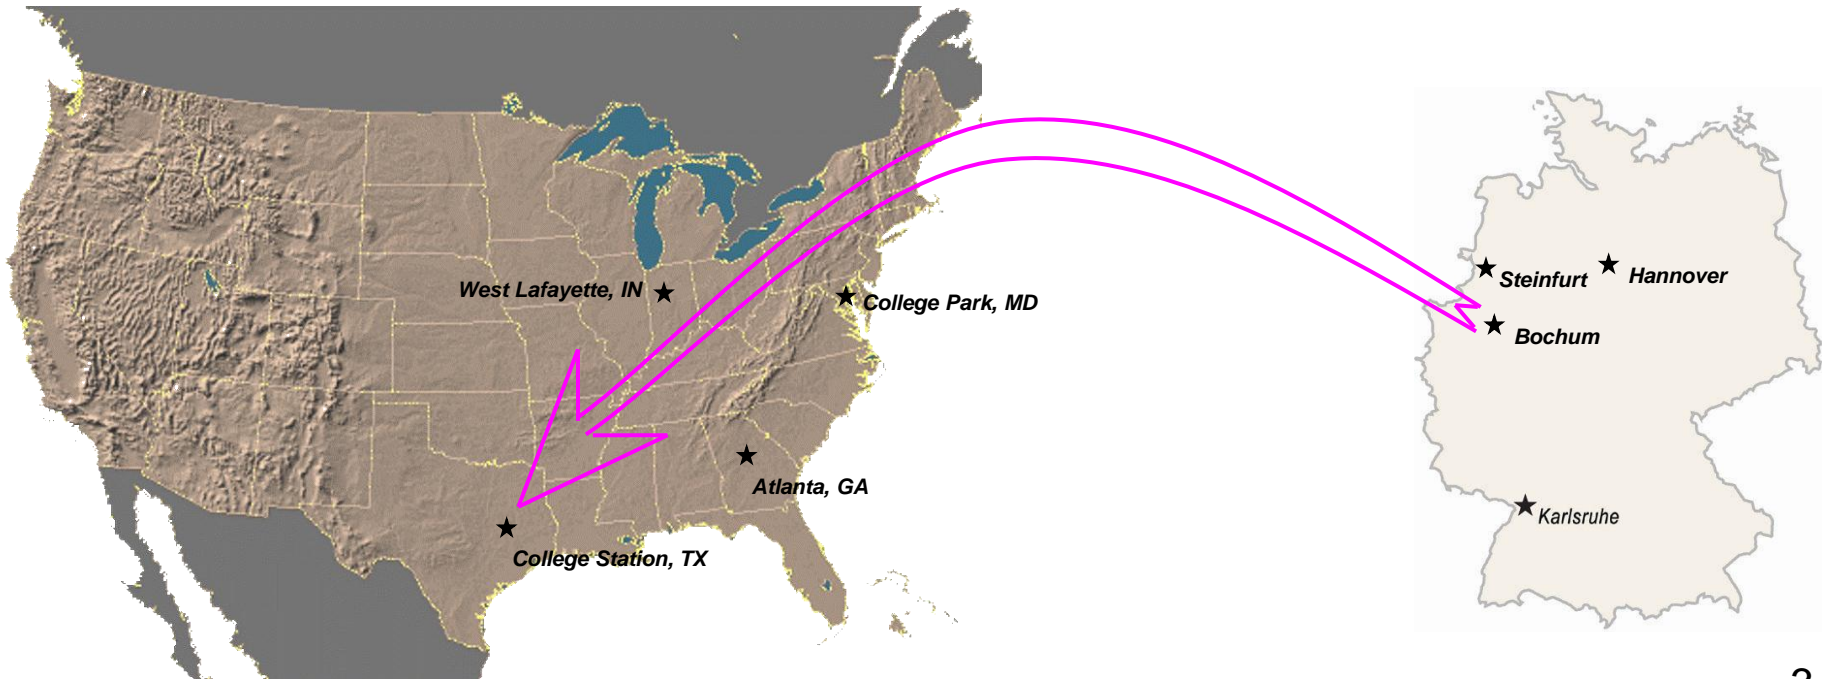 West Lafayette, IN
College Park, MD
Atlanta, GA
College Station, TX
Steinfurt
Hannover
Bochum
Karlsruhe